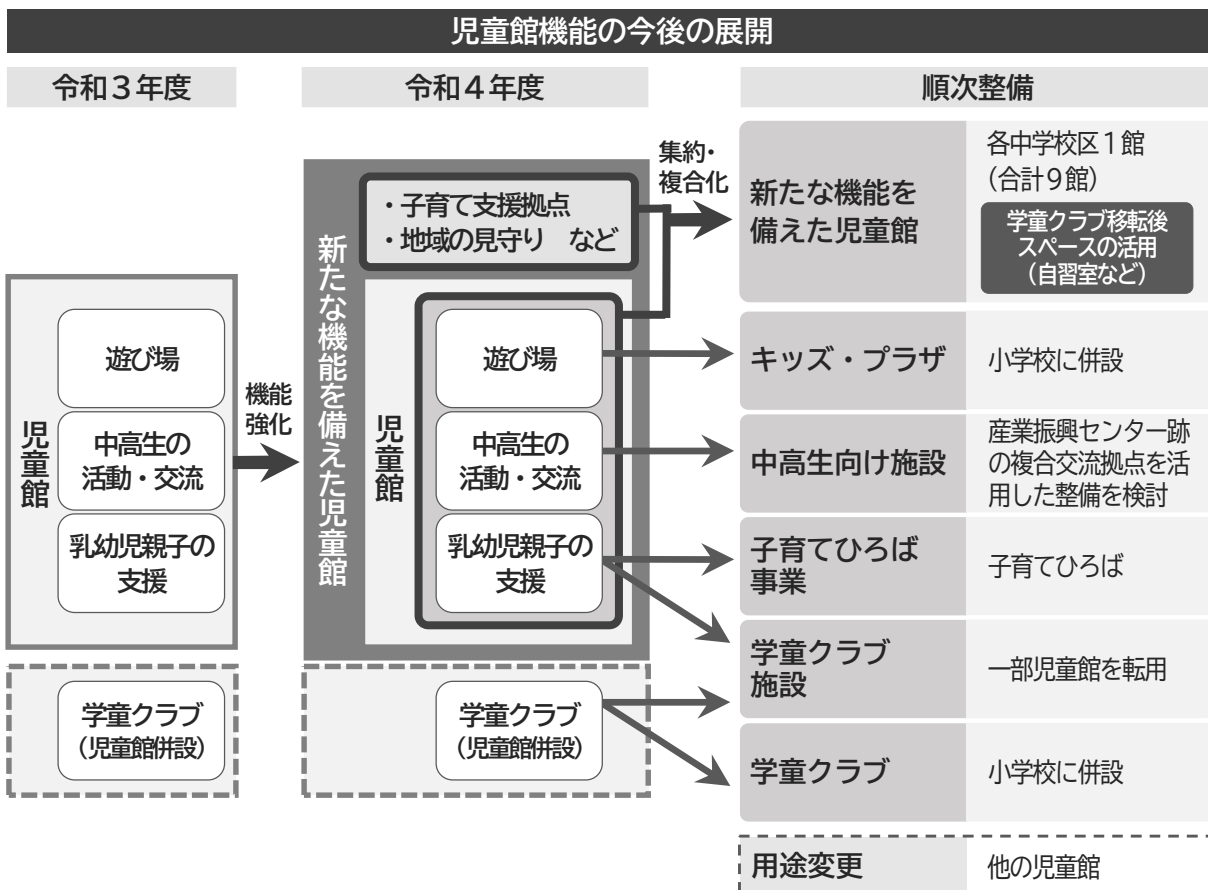 児童館機能の今後の展開
令和３年度
児童館
遊び場
中高生の
活動・交流
乳幼児親子の
支援
学童クラブ
（児童館併設）
機能
強化
令和４年度
新たな機能を備えた児童館
・子育て支援拠点
・地域の見守り　など
児童館
遊び場
中高生の
活動・交流
乳幼児親子の
支援
学童クラブ
（児童館併設）
集約・
複合化
順次整備
新たな機能を
備えた児童館
各中学校区１館
（合計９館）
学童クラブ移転後
スペースの活用
（自習室など）
キッズ・プラザ
小学校に併設
中高生向け施設
産業振興センター跡
の複合交流拠点を活
用した整備を検討
子育てひろば
事業
子育てひろば
学童クラブ
施設
一部児童館を転用
学童クラブ
小学校に併設
用途変更
他の児童館